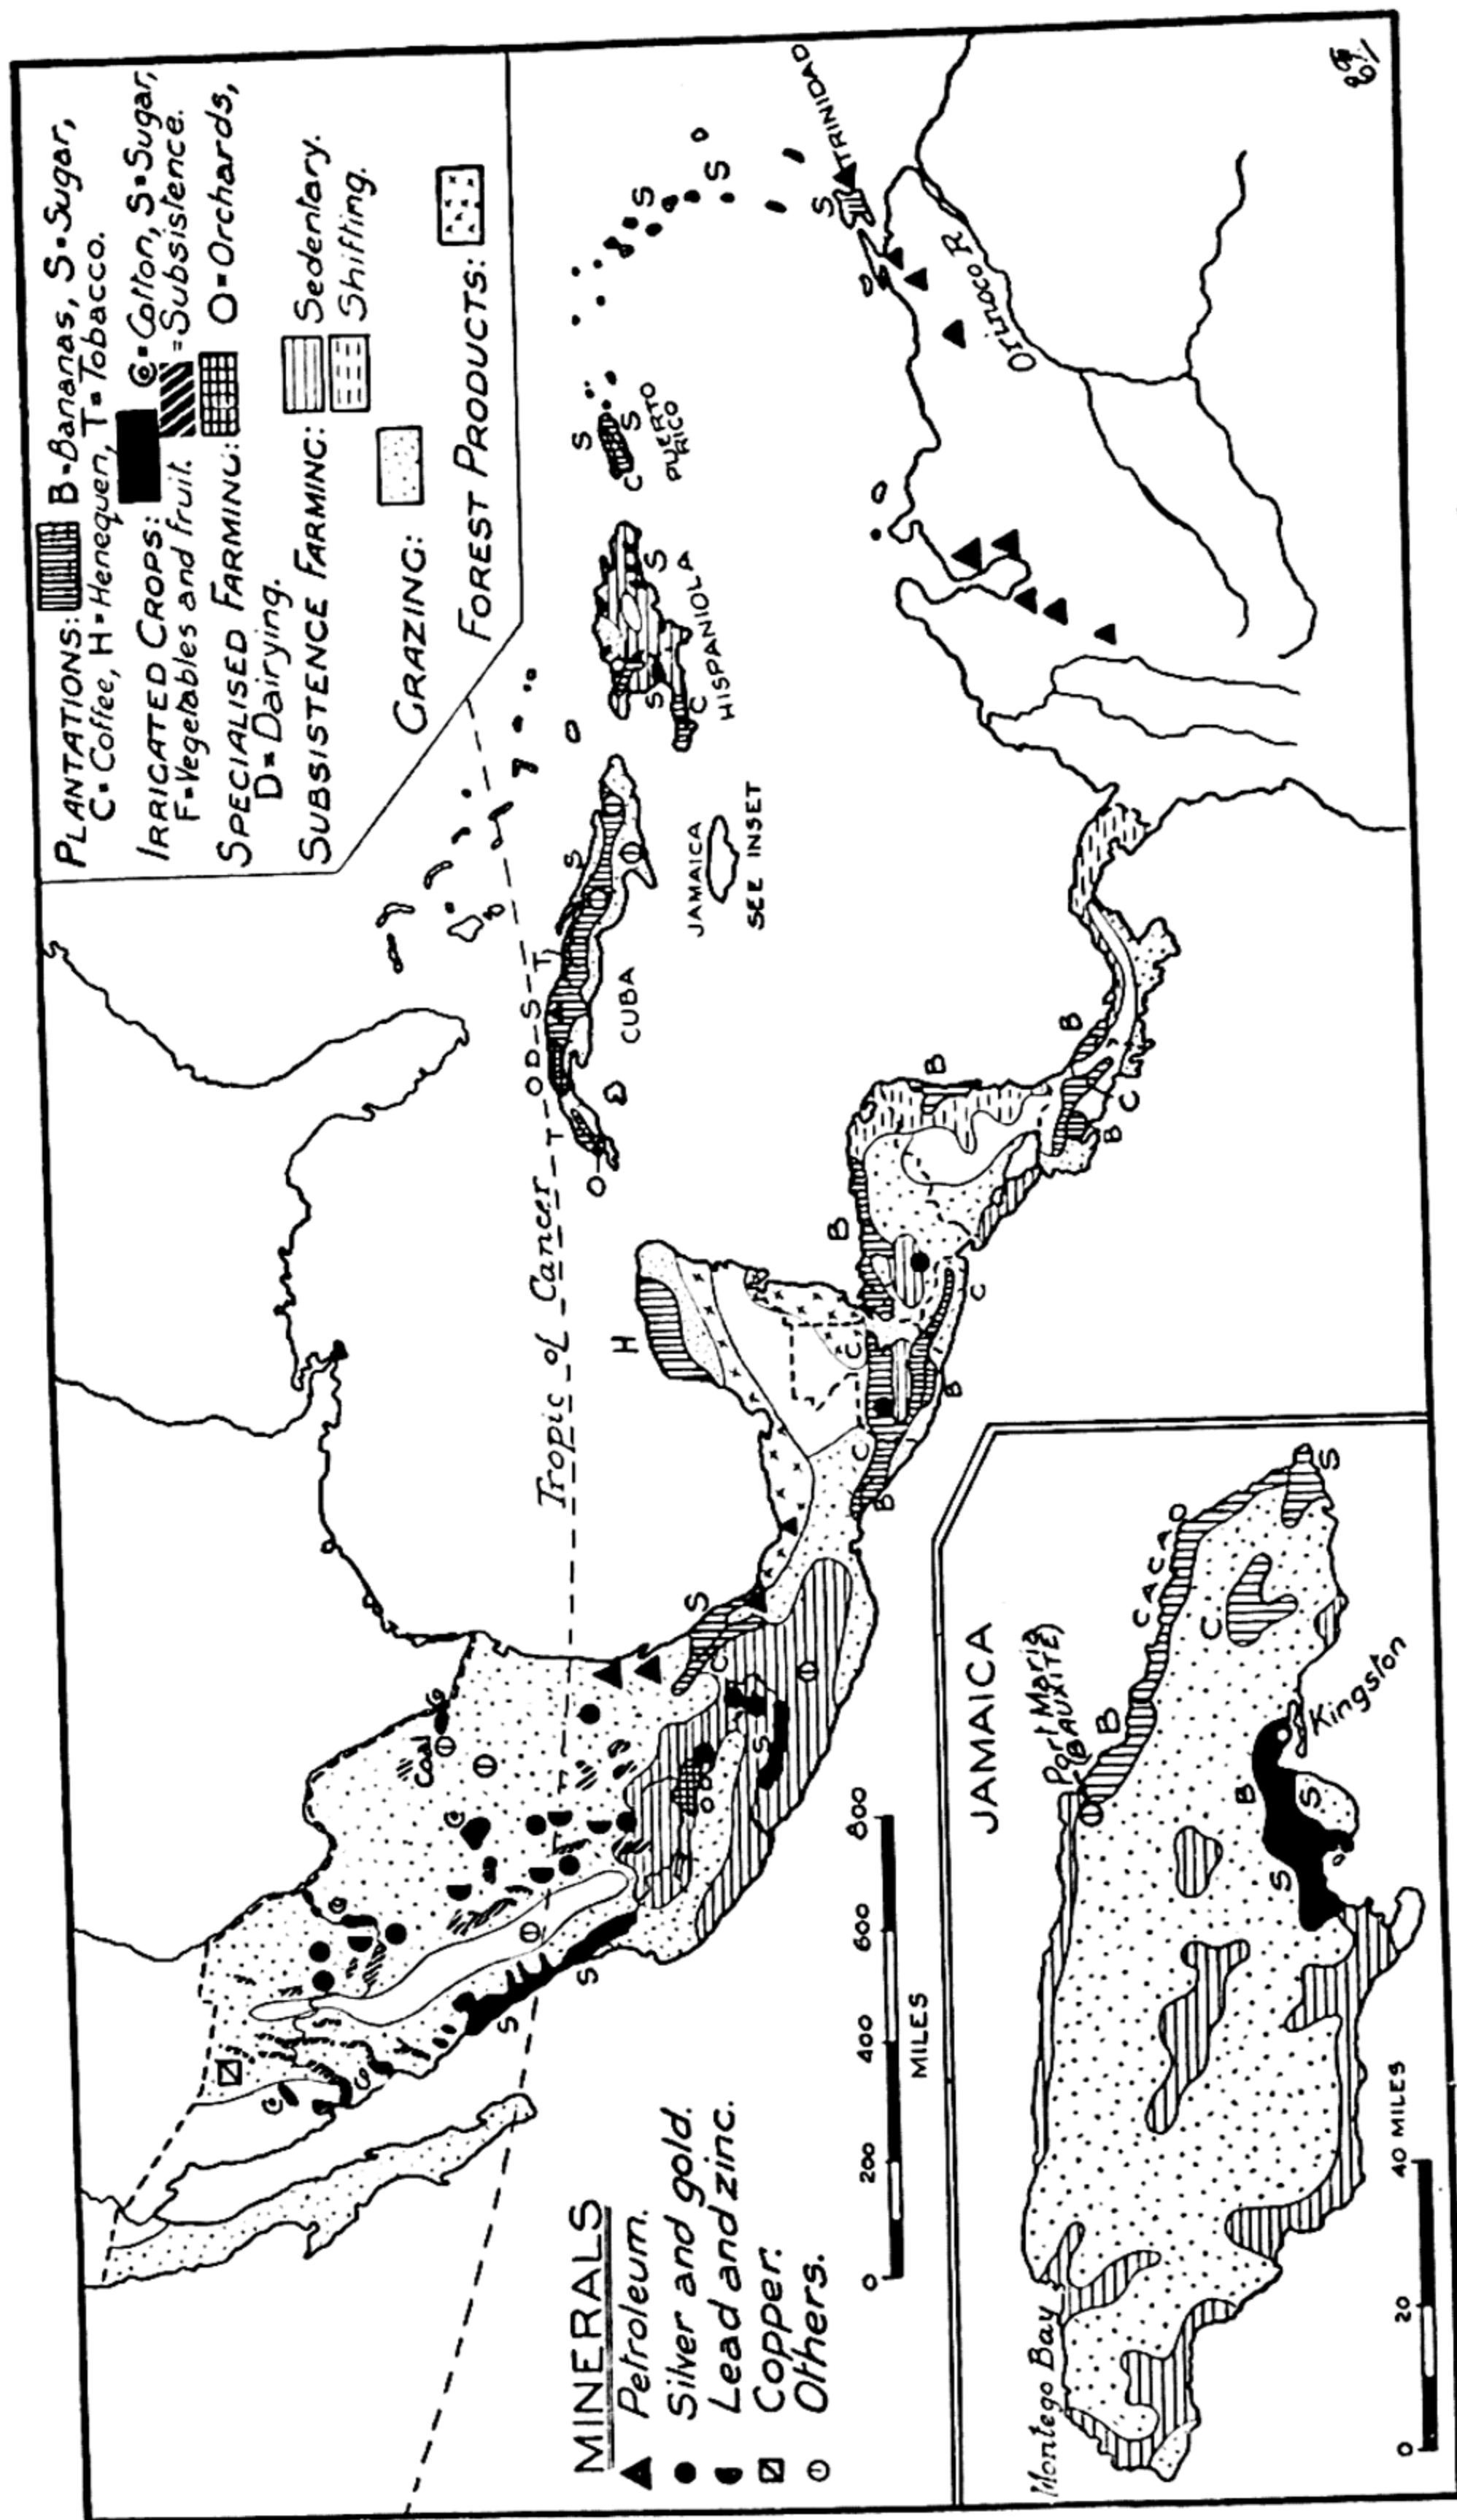 PLANTATIONS: B=Bananas, S=Sugar,
C=Coffee, H=Henequen, T=Tobacco.
IRRIGATED CROPS: C=Cotton, S=Sugar,
F=Vegetables and fruit. =Subsistence.
SPECIALISED FARMING: O=Orchards,
D=Dairying.
SUBSISTENCE FARMING: Sedentary.
Shifting.
GRAZING:
FOREST PRODUCTS:
Tropic of Cancer
O D S T
T
O
S
CUBA
JAMAICA
SEE INSET
S
C
S
HISPANIOLA
S
C
S
PUERTO
RICO
S
S
S
TRINIDAD
Orinoco R
H
Coal
C
C
C
C
S
S
S
C
S
O D
B
C
C
B
C
B
B
B
B
C
B
MINERALS
Petroleum.
Silver and gold.
Lead and zinc.
Copper.
Others.
0 200 400 600 800
MILES
JAMAICA
Montego Bay
Port Maria
(BAUXITE)
B
CACAO
C
S
B
S
S
Kingston
0 20 40 MILES